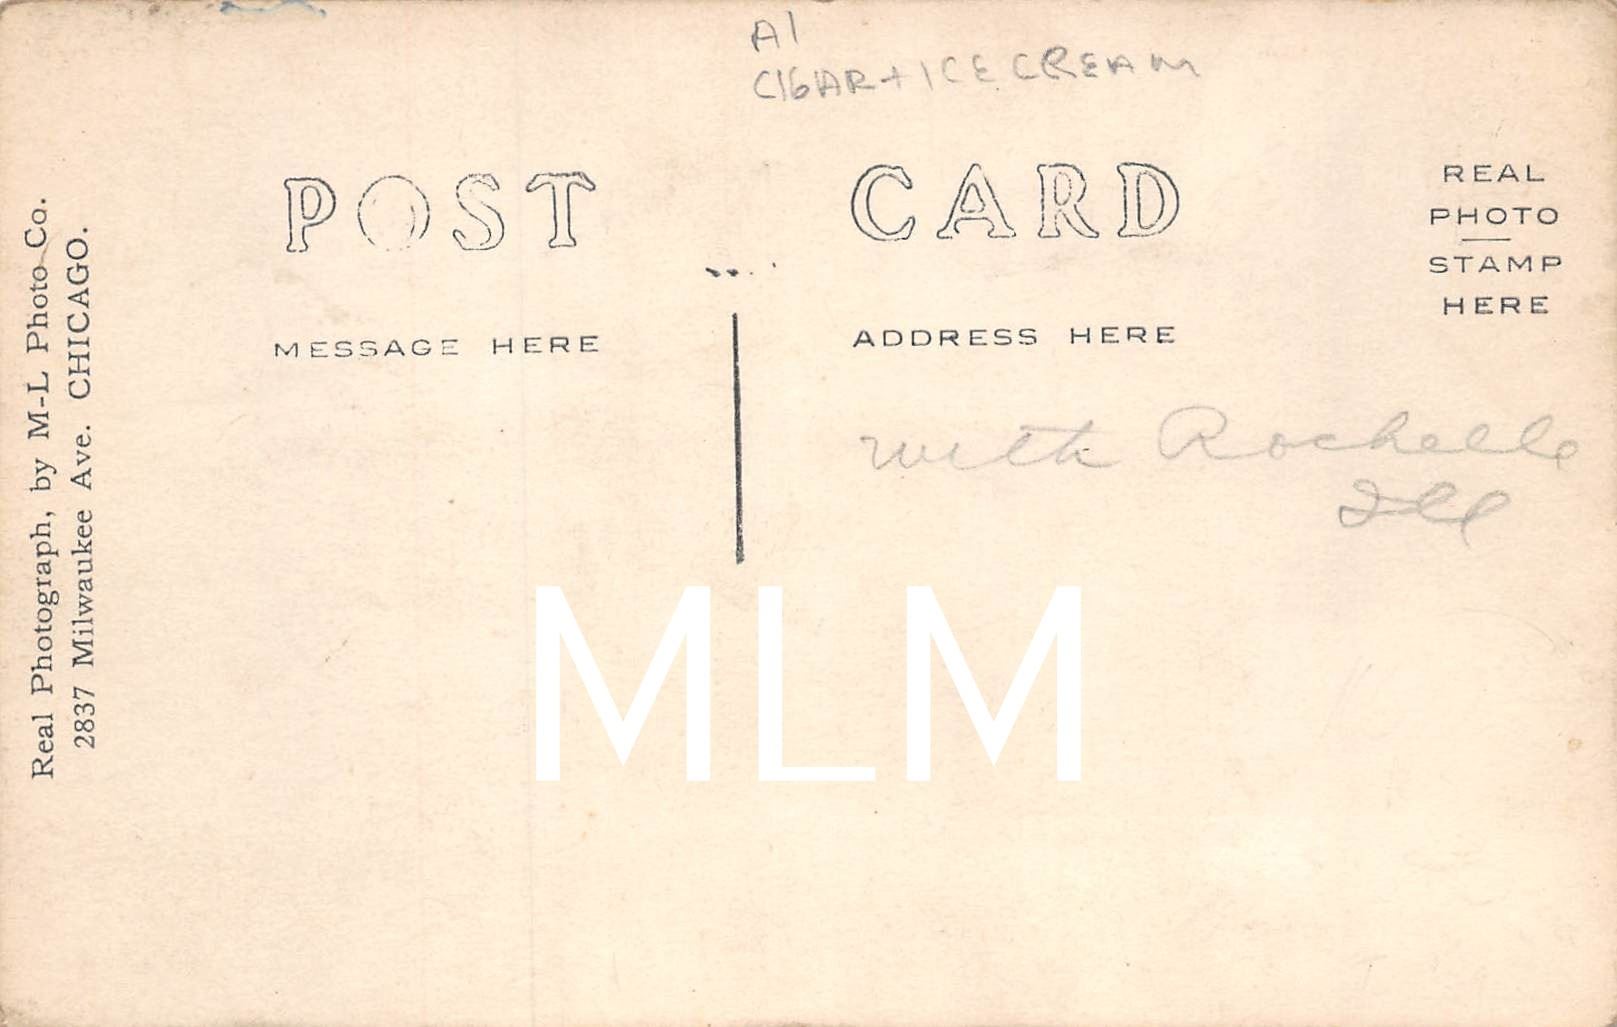 A1
CIGAR + ICE CREAM
POST CARD
REAL
PHOTO
STAMP
HERE
MESSAGE HERE
ADDRESS HERE
with Rochelle
Ill
Real Photograph, by M-L Photo Co.
2837 Milwaukee Ave. CHICAGO.
MLM